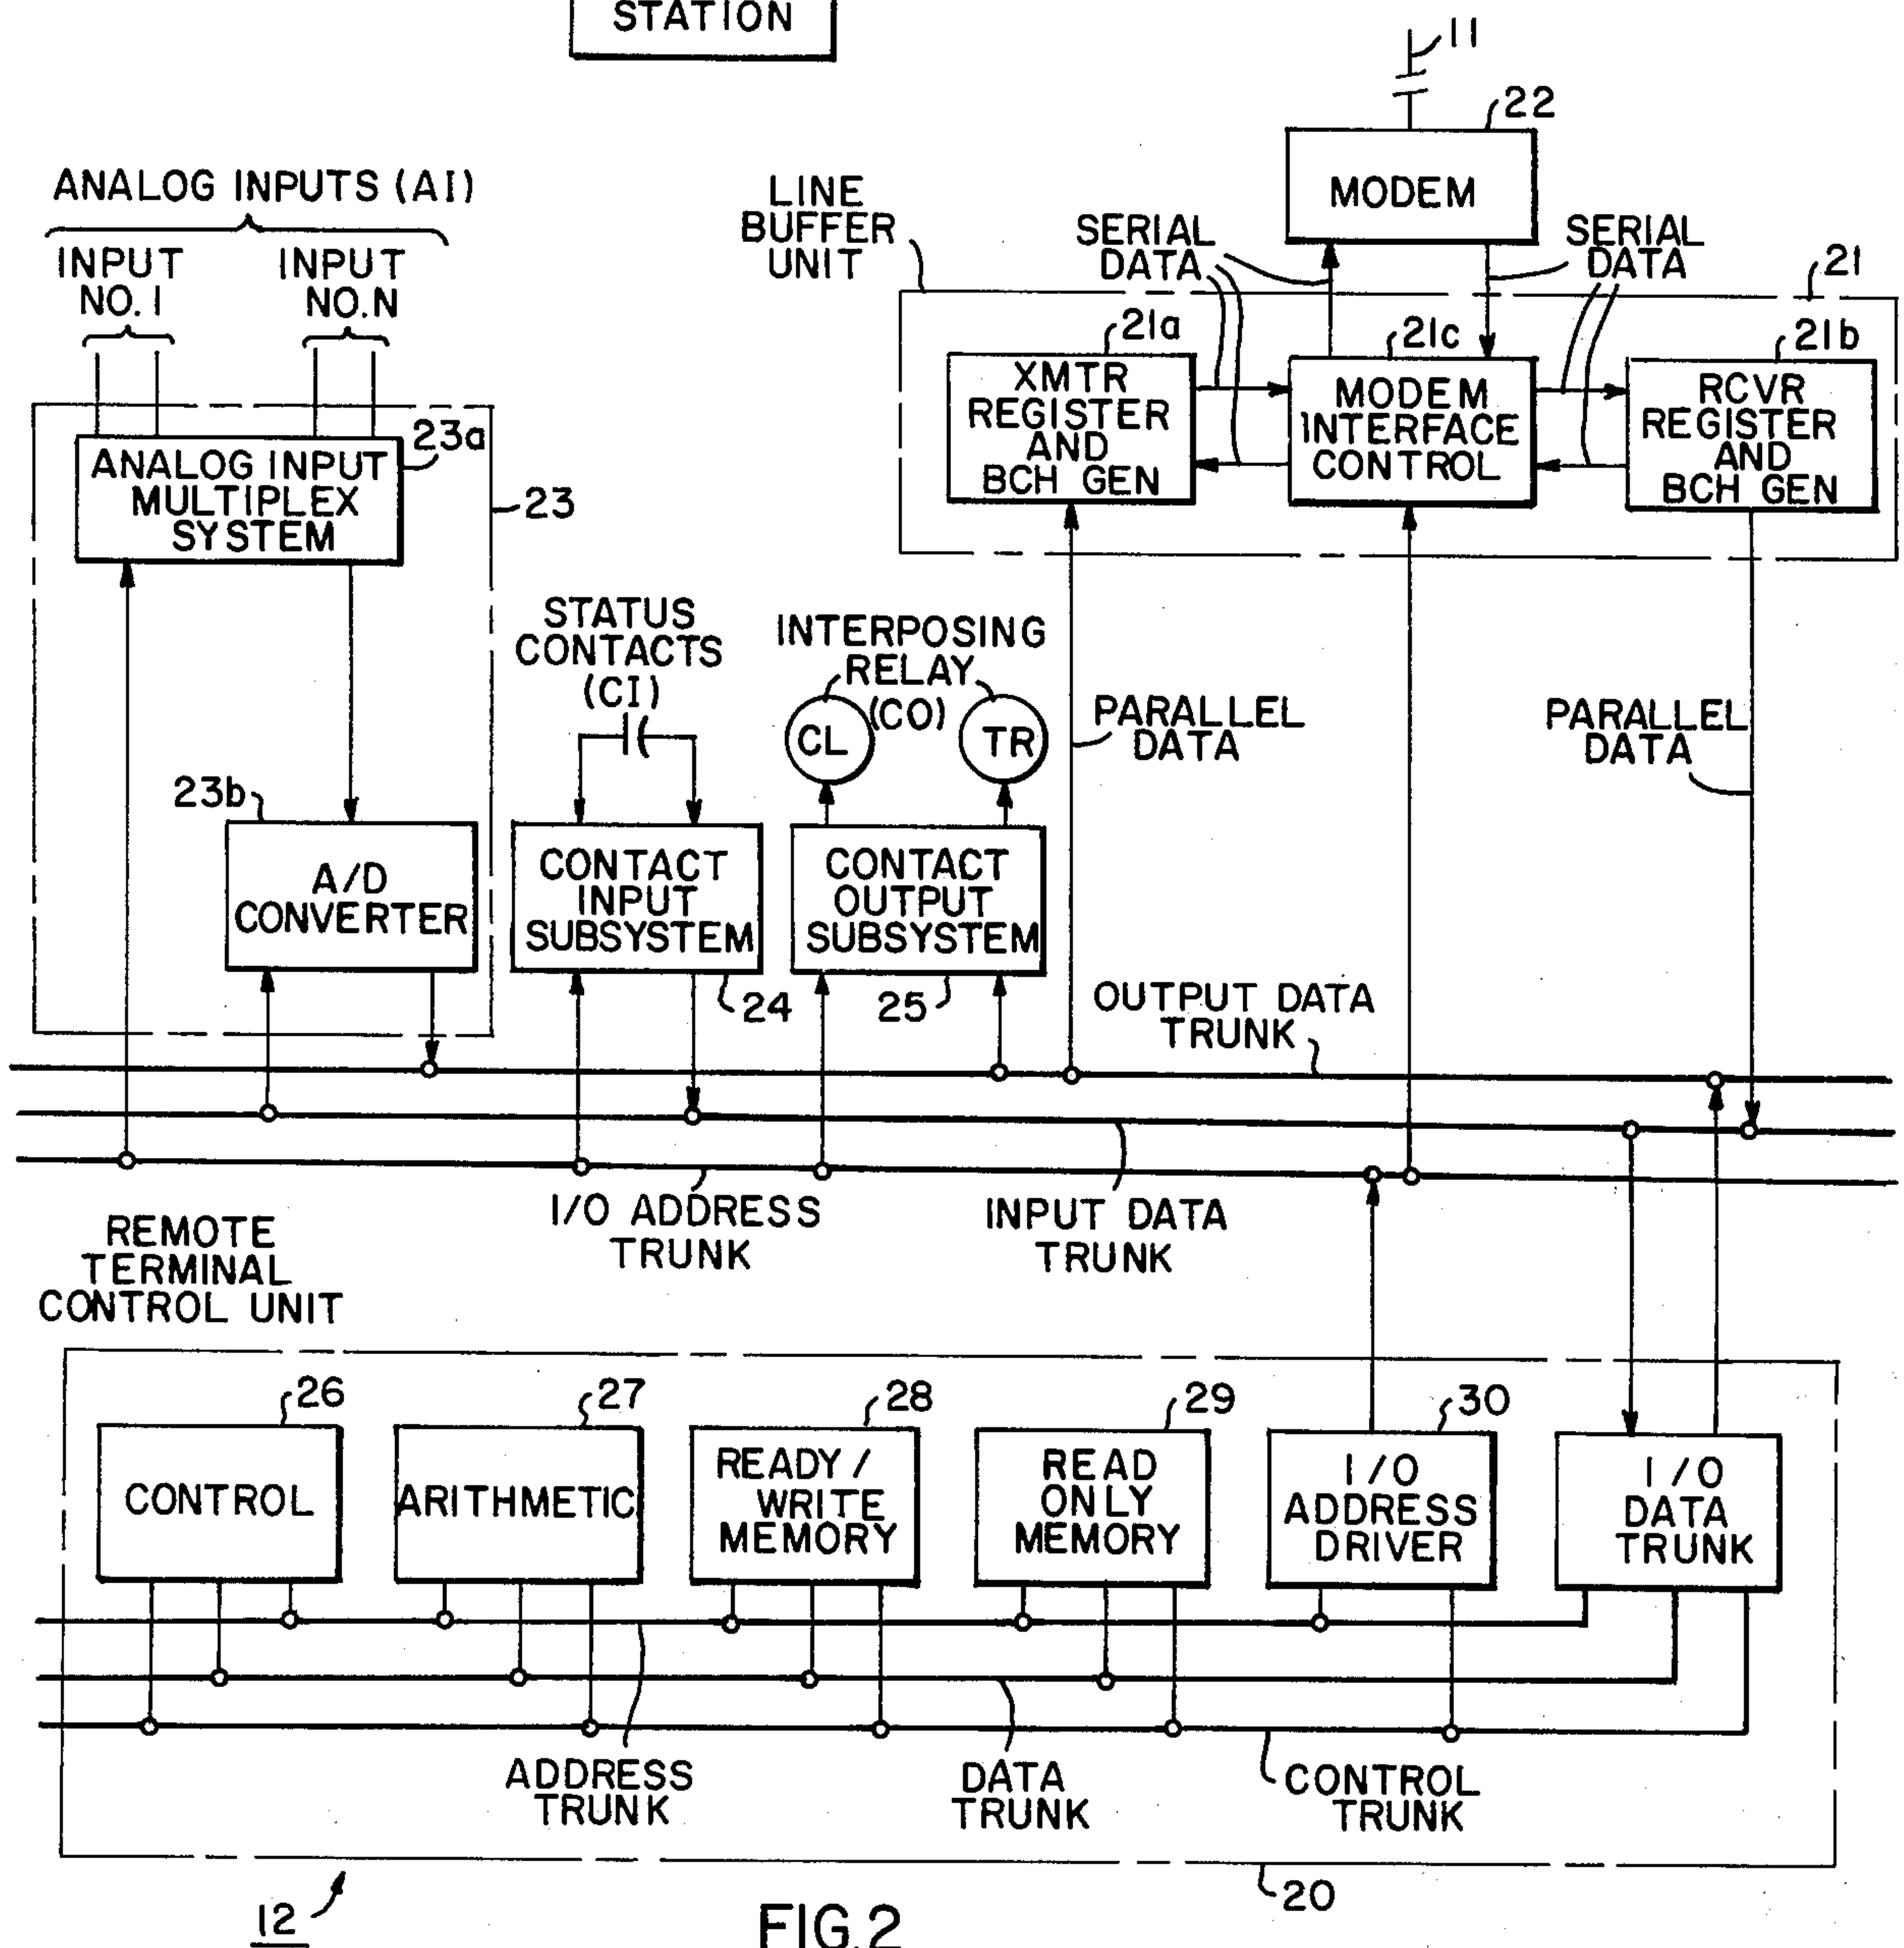 STATION
11
22
MODEM
ANALOG INPUTS (AI)
INPUT
NO. 1
INPUT
NO. N
LINE
BUFFER
UNIT
SERIAL
DATA
SERIAL
DATA
21
21a
21c
21b
XMTR
REGISTER
AND
BCH GEN
MODEM
INTERFACE
CONTROL
RCVR
REGISTER
AND
BCH GEN
23a
ANALOG INPUT
MULTIPLEX
SYSTEM
23
STATUS
CONTACTS
(CI)
INTERPOSING
RELAY
(CO)
CL
TR
PARALLEL
DATA
PARALLEL
DATA
23b
A/D
CONVERTER
CONTACT
INPUT
SUBSYSTEM
CONTACT
OUTPUT
SUBSYSTEM
24
25
OUTPUT DATA
TRUNK
I/O ADDRESS
TRUNK
INPUT DATA
TRUNK
REMOTE
TERMINAL
CONTROL UNIT
26
27
28
29
30
CONTROL
ARITHMETIC
READY/
WRITE
MEMORY
READ
ONLY
MEMORY
I/O
ADDRESS
DRIVER
I/O
DATA
TRUNK
ADDRESS
TRUNK
DATA
TRUNK
CONTROL
TRUNK
20
12
FIG.2